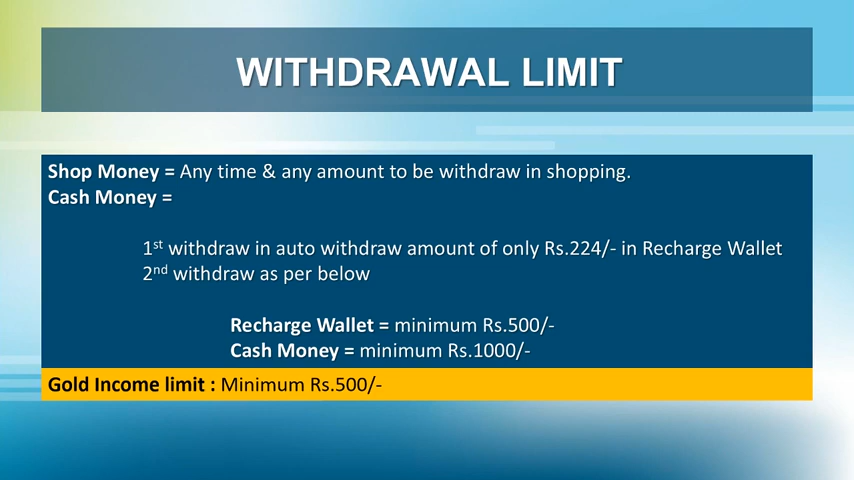 WITHDRAWAL LIMIT
Shop Money = Any time & any amount to be withdraw in shopping.
Cash Money =
1st withdraw in auto withdraw amount of only Rs.224/- in Recharge Wallet
2nd withdraw as per below
Recharge Wallet = minimum Rs.500/-
Cash Money = minimum Rs.1000/-
Gold Income limit : Minimum Rs.500/-